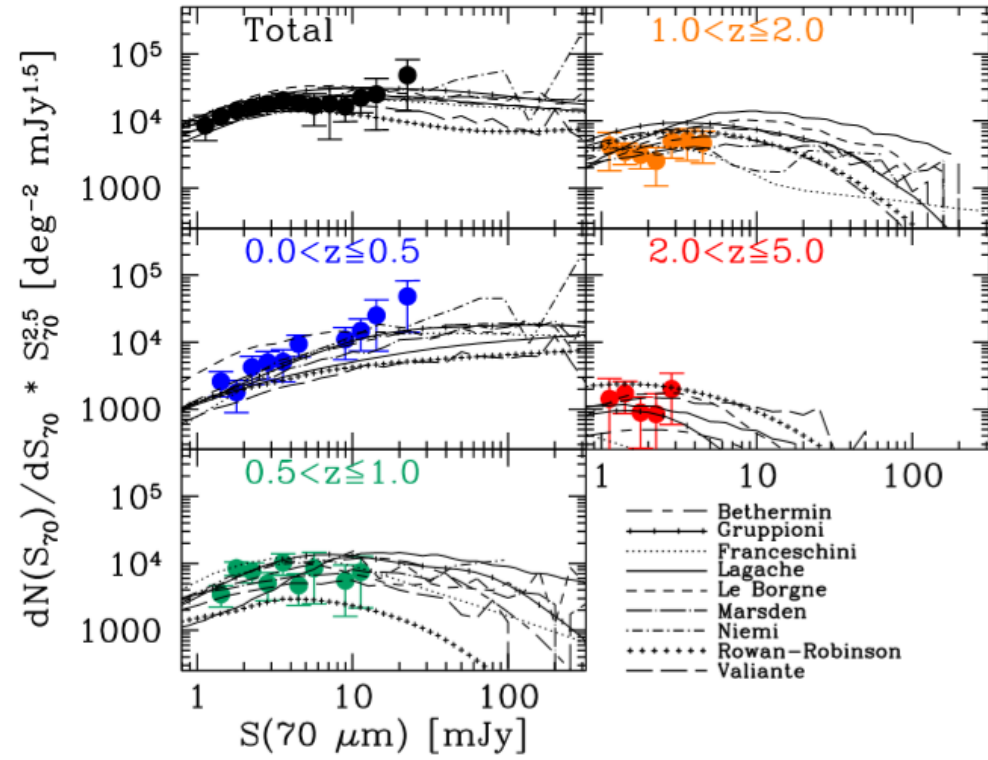 Total
1.0<z≦2.0
10⁵
10⁴
1000
0.0<z≦0.5
2.0<z≦5.0
10⁵
10⁴
1000
0.5<z≦1.0
10⁵
10⁴
1000
1 10 100
1 10 100
S(70 μm) [mJy]
dN(S₇₀)/dS₇₀ * S₇₀^2.5 [deg⁻² mJy^1.5]
Bethermin
Gruppioni
Franceschini
Lagache
Le Borgne
Marsden
Niemi
Rowan-Robinson
Valiante